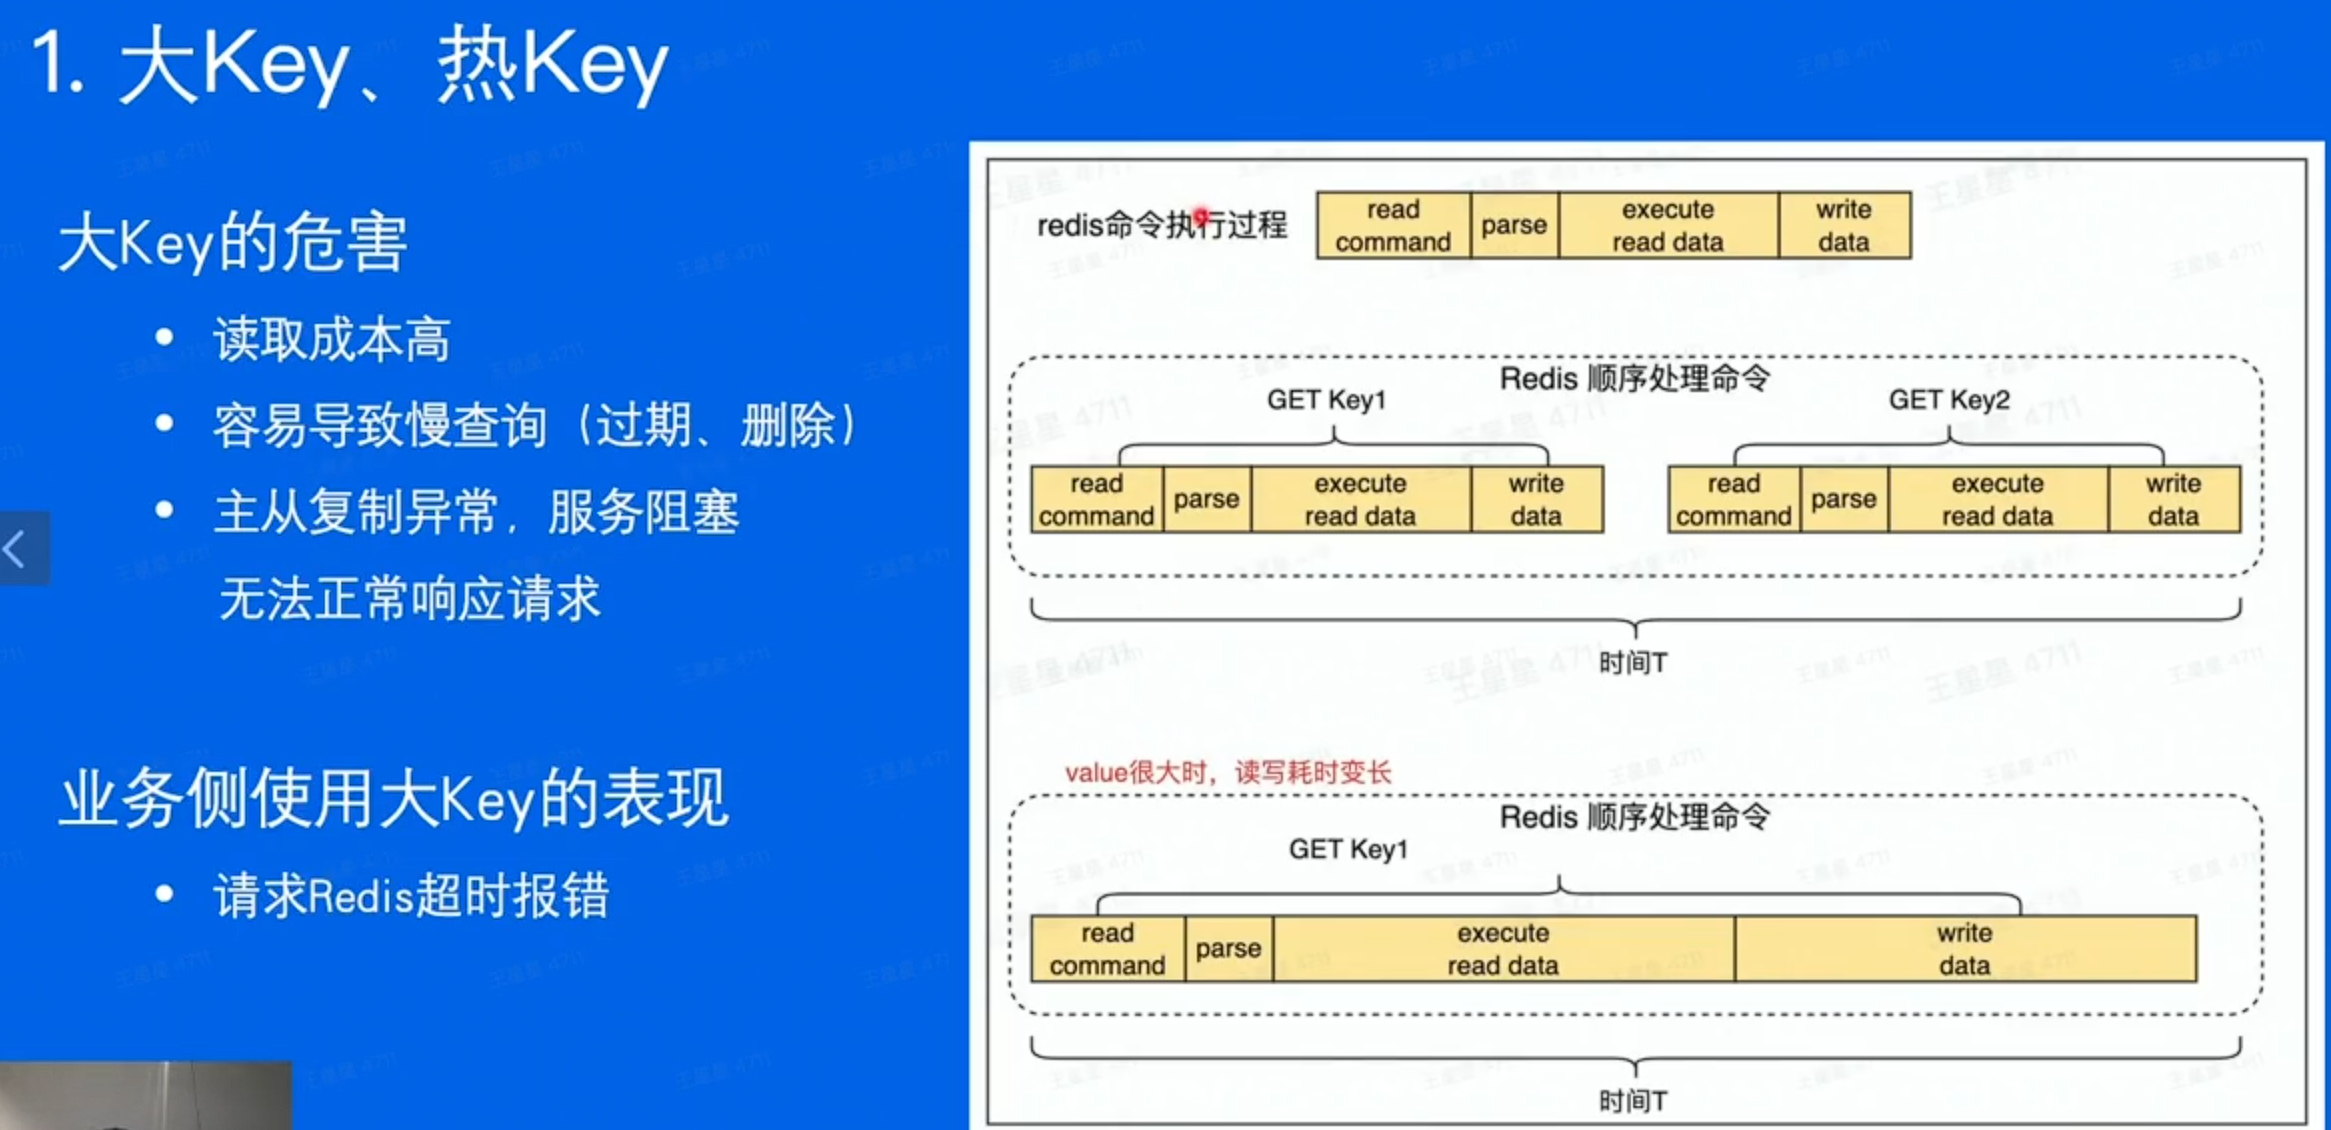 1. 大Key、热Key
大Key的危害
• 读取成本高
• 容易导致慢查询（过期、删除）
• 主从复制异常，服务阻塞
无法正常响应请求
业务侧使用大Key的表现
• 请求Redis超时报错
redis命令执行过程
read command
parse
execute read data
write data
Redis 顺序处理命令
GET Key1
GET Key2
read command
parse
execute read data
write data
read command
parse
execute read data
write data
时间T
value很大时，读写耗时变长
Redis 顺序处理命令
GET Key1
read command
parse
execute read data
write data
时间T
王星星 4711